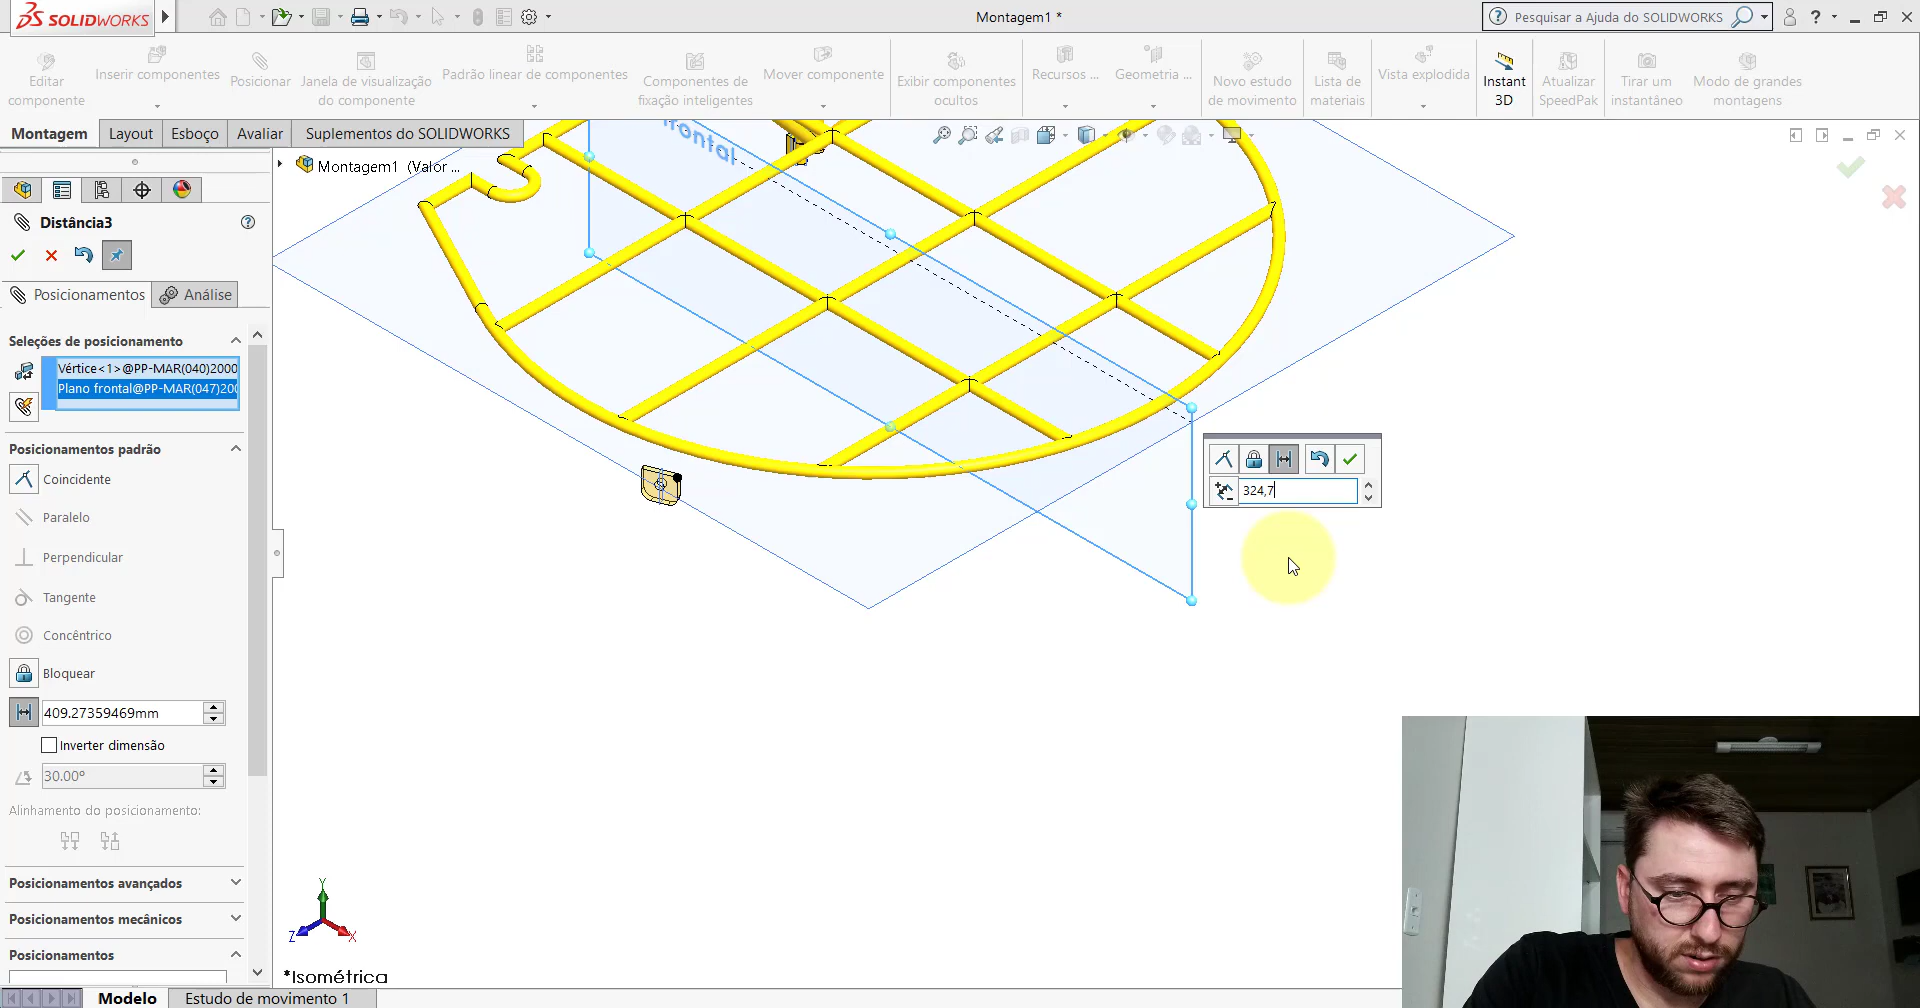 SOLIDWORKS
Montagem1 *
Pesquisar a Ajuda do SOLIDWORKS
Editar
componente
Inserir componentes
Posicionar
Janela de visualização
do componente
Padrão linear de componentes
Componentes de
fixação inteligentes
Mover componente
Exibir componentes
ocultos
Recursos ...
Geometria ...
Novo estudo
de movimento
Lista de
materiais
Vista explodida
Instant
3D
Atualizar
SpeedPak
Tirar um
instantâneo
Modo de grandes
montagens
Montagem
Layout
Esboço
Avaliar
Suplementos do SOLIDWORKS
Montagem1 (Valor ...
frontal
Distância3
Posicionamentos
Análise
Seleções de posicionamento
Vértice<1>@PP-MAR(040)2000
Plano frontal@PP-MAR(047)200
Posicionamentos padrão
Coincidente
Paralelo
Perpendicular
Tangente
Concêntrico
Bloquear
409.27359469mm
Inverter dimensão
30.00°
Alinhamento do posicionamento:
Posicionamentos avançados
Posicionamentos mecânicos
Posicionamentos
324,7
Y
Z
X
*Isométrica
Modelo
Estudo de movimento 1